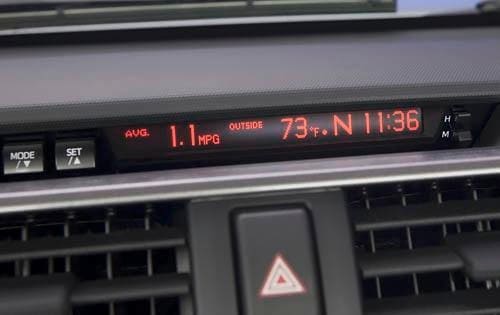 AVG. 1.1 MPG OUTSIDE 73°F N 11:36
H
M
MODE SET
/▼ /▲